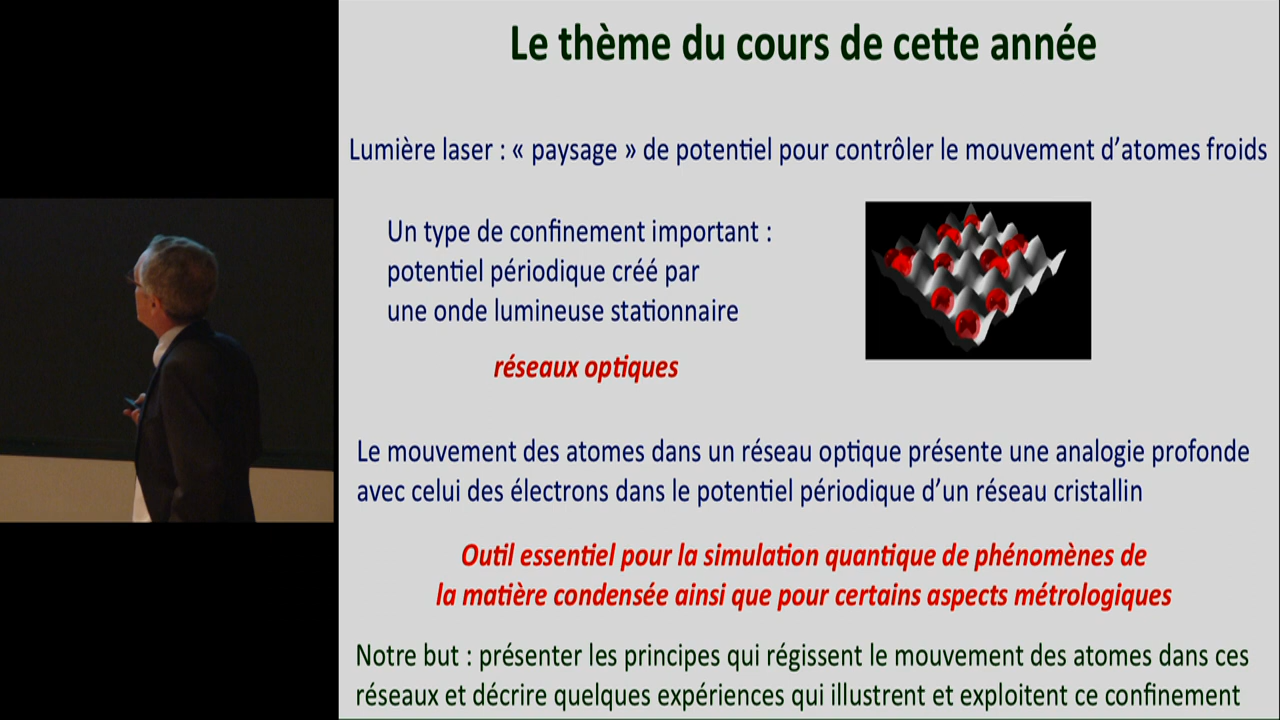 Le thème du cours de cette année
Lumière laser : « paysage » de potentiel pour contrôler le mouvement d’atomes froids
Un type de confinement important :
potentiel périodique créé par
une onde lumineuse stationnaire
réseaux optiques
Le mouvement des atomes dans un réseau optique présente une analogie profonde
avec celui des électrons dans le potentiel périodique d’un réseau cristallin
Outil essentiel pour la simulation quantique de phénomènes de
la matière condensée ainsi que pour certains aspects métrologiques
Notre but : présenter les principes qui régissent le mouvement des atomes dans ces
réseaux et décrire quelques expériences qui illustrent et exploitent ce confinement